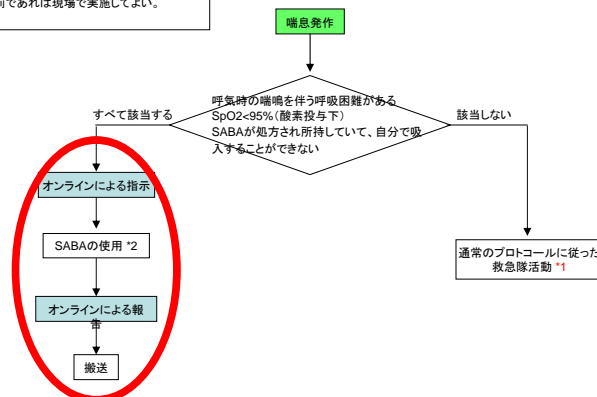 前であれば現場で実施してよい。
喘息発作
呼気時の喘鳴を伴う呼吸困難がある
SpO2<95%(酸素投与下)
SABAが処方され所持していて、自分で吸
入することができない
すべて該当する
該当しない
オンラインによる指示
SABAの使用 *2
通常のプロトコールに従った
救急隊活動 *1
オンラインによる報
告
搬送